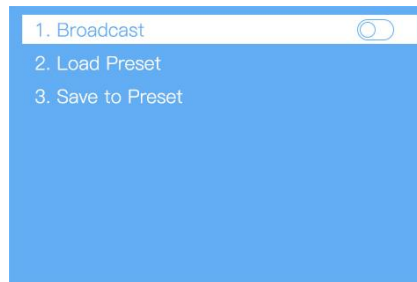 1. Broadcast
2. Load Preset
3. Save to Preset